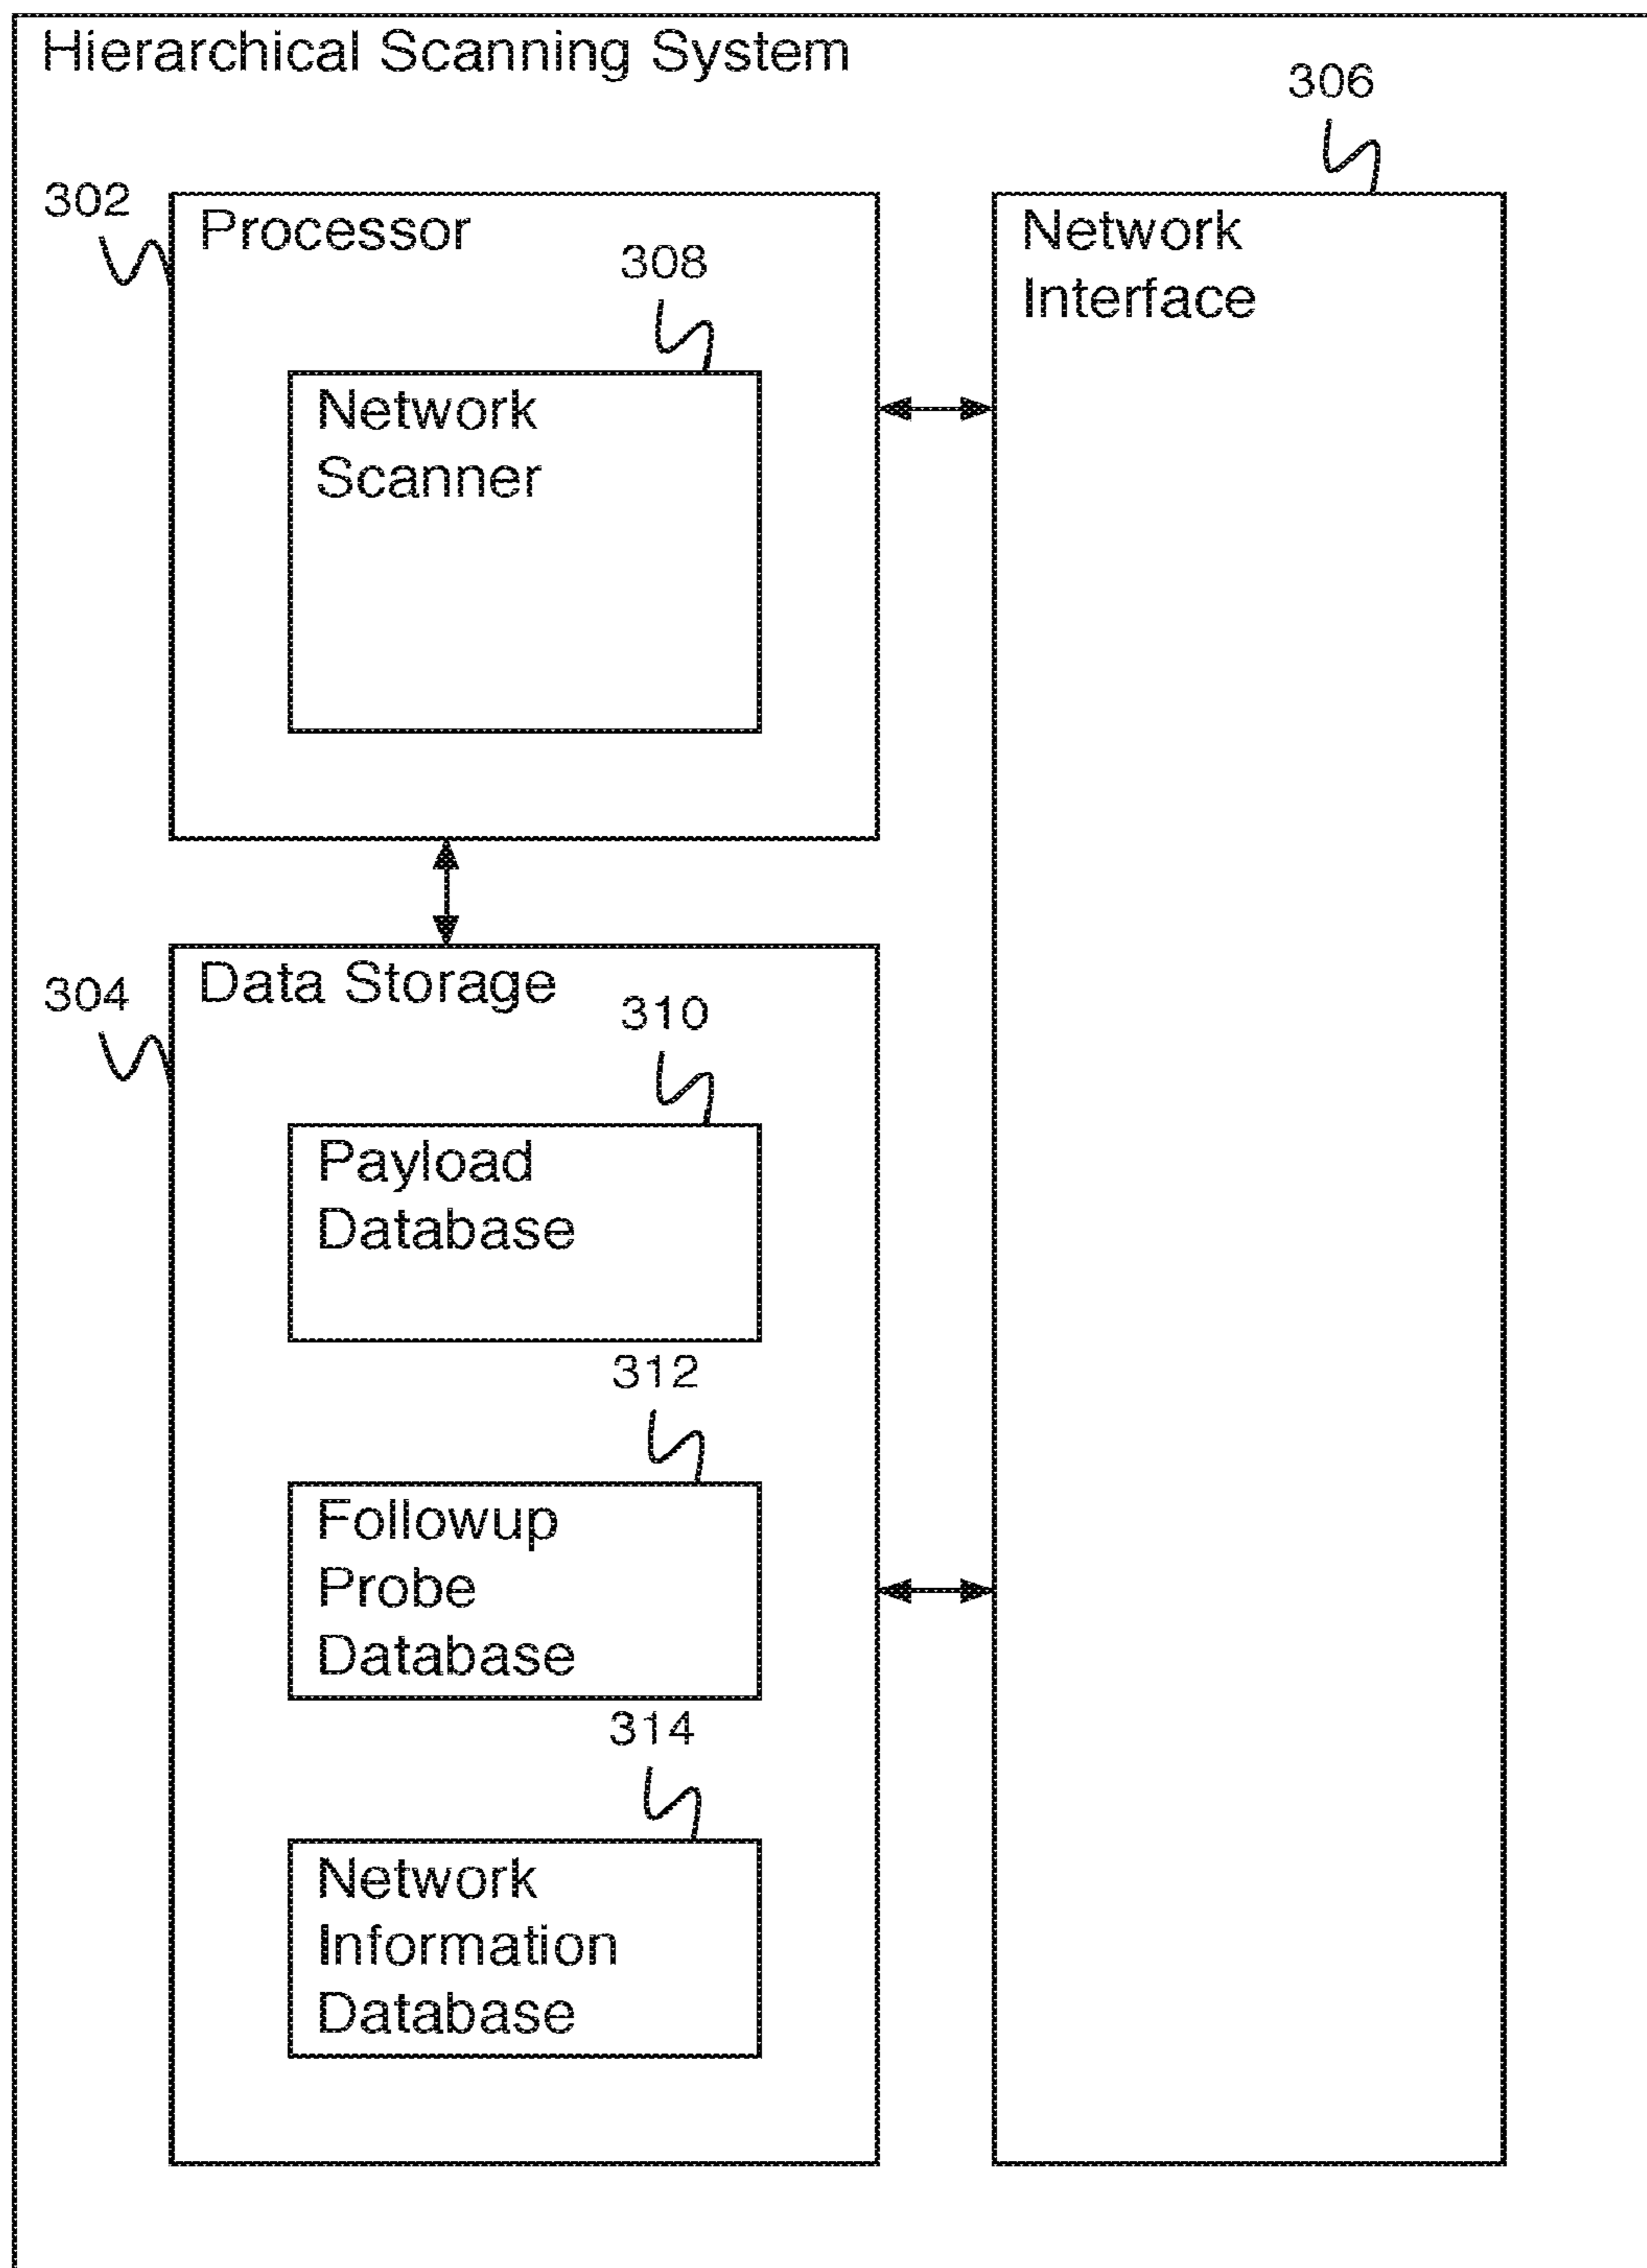 Hierarchical Scanning System
306
302
Processor
308
Network
Scanner
Network
Interface
304
Data Storage
310
Payload
Database
312
Followup
Probe
Database
314
Network
Information
Database